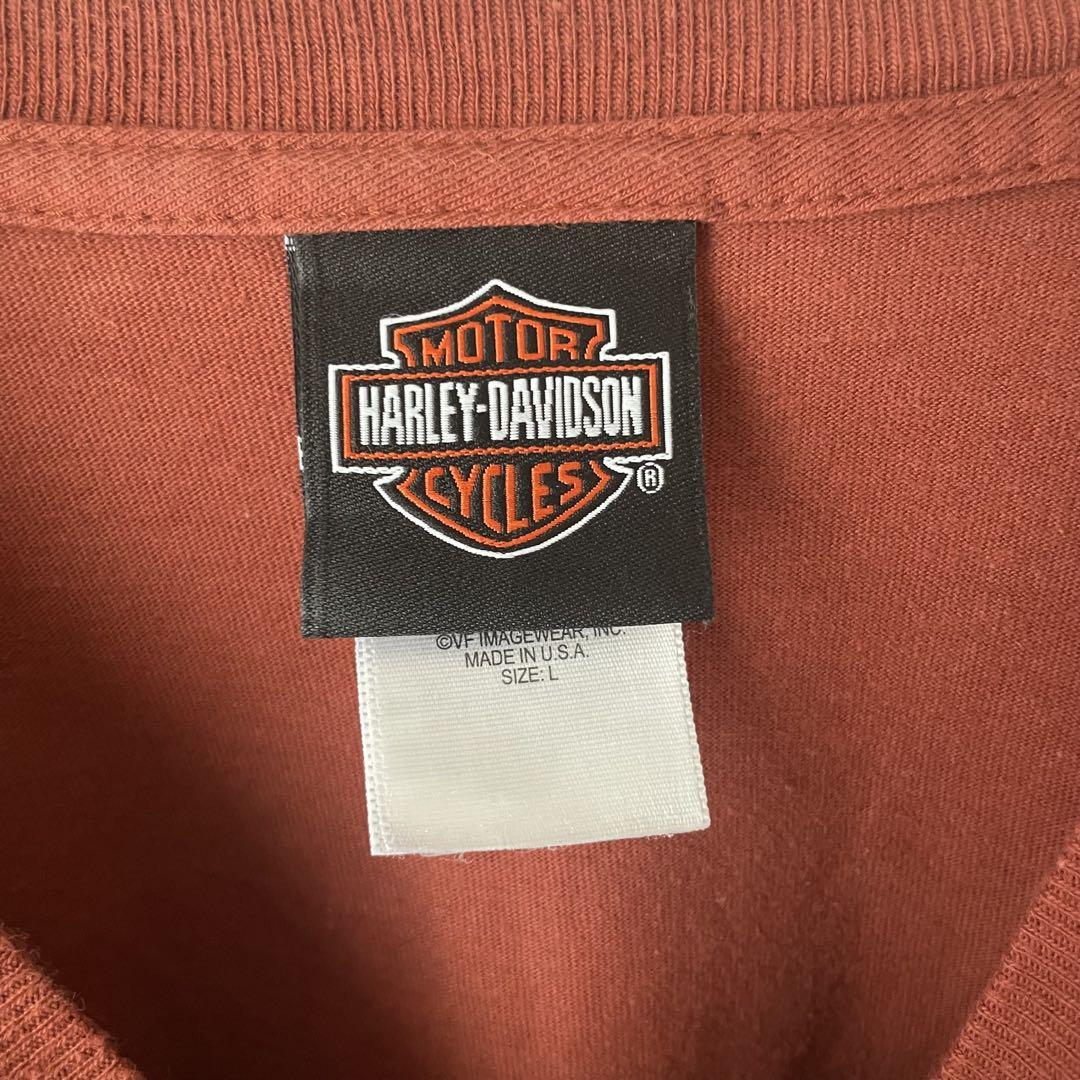 MOTOR
HARLEY-DAVIDSON
CYCLES
®
©VF IMAGEWEAR, INC.
MADE IN U.S.A.
SIZE: L